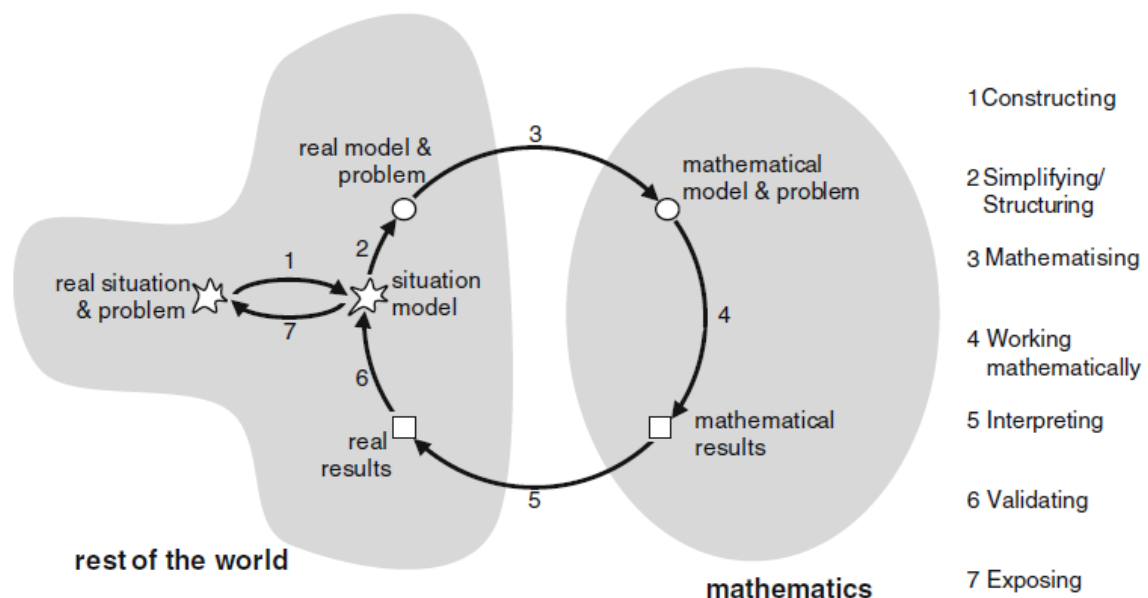 3
real model &
problem
mathematical
model & problem
2
1
real situation
& problem
situation
model
7
4
6
real
results
mathematical
results
5
rest of the world
mathematics
1 Constructing
2 Simplifying/
Structuring
3 Mathematising
4 Working
mathematically
5 Interpreting
6 Validating
7 Exposing